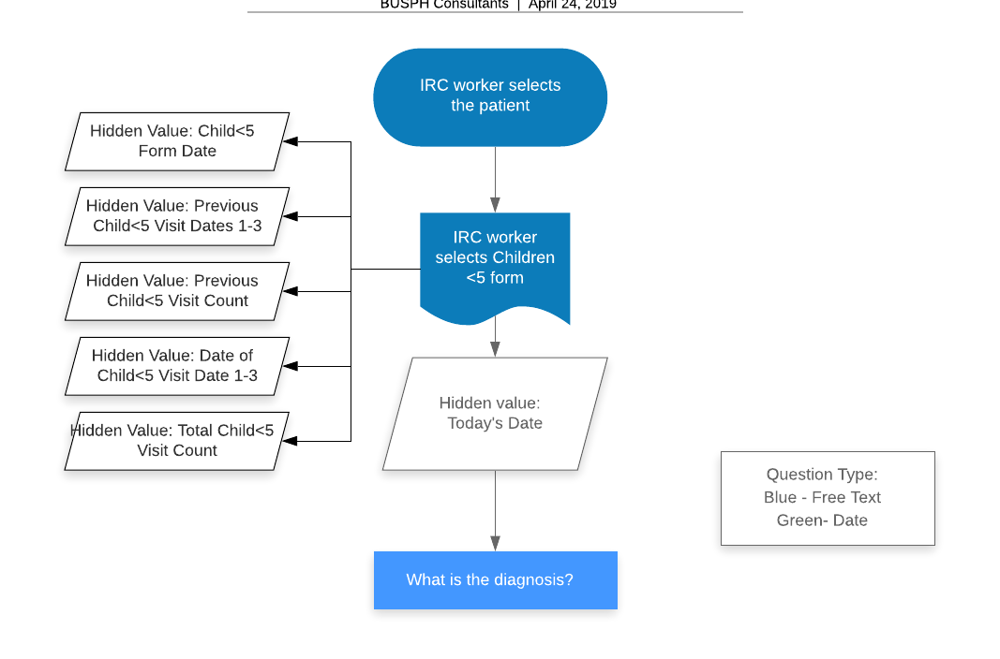 BUSPH Consultants | April 24, 2019
IRC worker selects
the patient
Hidden Value: Child<5
Form Date
Hidden Value: Previous
Child<5 Visit Dates 1-3
Hidden Value: Previous
Child<5 Visit Count
Hidden Value: Date of
Child<5 Visit Date 1-3
Hidden Value: Total Child<5
Visit Count
IRC worker
selects Children
<5 form
Hidden value:
Today's Date
Question Type:
Blue - Free Text
Green- Date
What is the diagnosis?